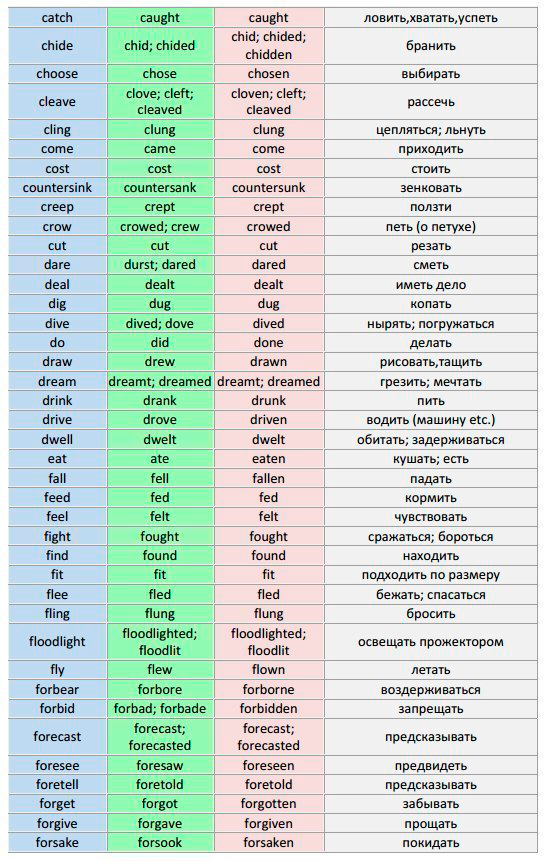 catch caught caught ловить,хватать,успеть
chide chid; chided chid; chided; chidden бранить
choose chose chosen выбирать
cleave clove; cleft; cleaved cloven; cleft; cleaved рассечь
cling clung clung цепляться; льнуть
come came come приходить
cost cost cost стоить
countersink countersank countersunk зенковать
creep crept crept ползти
crow crowed; crew crowed петь (о петухе)
cut cut cut резать
dare durst; dared dared сметь
deal dealt dealt иметь дело
dig dug dug копать
dive dived; dove dived нырять; погружаться
do did done делать
draw drew drawn рисовать,тащить
dream dreamt; dreamed dreamt; dreamed грезить; мечтать
drink drank drunk пить
drive drove driven водить (машину etc.)
dwell dwelt dwelt обитать; задерживаться
eat ate eaten кушать; есть
fall fell fallen падать
feed fed fed кормить
feel felt felt чувствовать
fight fought fought сражаться; бороться
find found found находить
fit fit fit подходить по размеру
flee fled fled бежать; спасаться
fling flung flung бросить
floodlight floodlighted; floodlit floodlighted; floodlit освещать прожектором
fly flew flown летать
forbear forbore forborne воздерживаться
forbid forbad; forbade forbidden запрещать
forecast forecast; forecasted forecast; forecasted предсказывать
foresee foresaw foreseen предвидеть
foretell foretold foretold предсказывать
forget forgot forgotten забывать
forgive forgave forgiven прощать
forsake forsook forsaken покидать